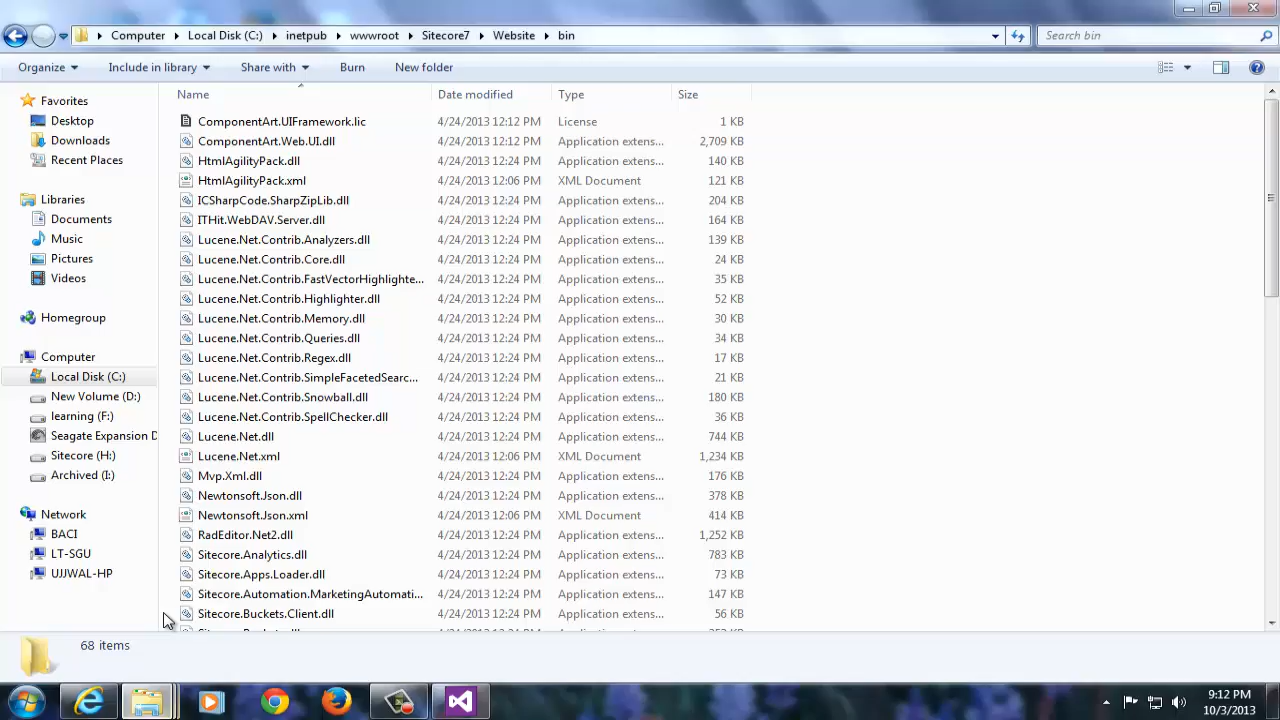 Computer Local Disk (C:) inetpub wwwroot Sitecore7 Website bin Search bin
Organize Include in library Share with Burn New folder
Name Date modified Type Size
Favorites
Desktop
Downloads
Recent Places
Libraries
Documents
Music
Pictures
Videos
Homegroup
Computer
Local Disk (C:)
New Volume (D:)
learning (F:)
Seagate Expansion D
Sitecore (H:)
Archived (I:)
Network
BACI
LT-SGU
UJJWAL-HP
ComponentArt.UIFramework.lic 4/24/2013 12:12 PM License 1 KB
ComponentArt.Web.UI.dll 4/24/2013 12:12 PM Application extens... 2,709 KB
HtmlAgilityPack.dll 4/24/2013 12:24 PM Application extens... 140 KB
HtmlAgilityPack.xml 4/24/2013 12:06 PM XML Document 121 KB
ICSharpCode.SharpZipLib.dll 4/24/2013 12:24 PM Application extens... 204 KB
ITHit.WebDAV.Server.dll 4/24/2013 12:24 PM Application extens... 164 KB
Lucene.Net.Contrib.Analyzers.dll 4/24/2013 12:24 PM Application extens... 139 KB
Lucene.Net.Contrib.Core.dll 4/24/2013 12:24 PM Application extens... 24 KB
Lucene.Net.Contrib.FastVectorHighlighte... 4/24/2013 12:24 PM Application extens... 35 KB
Lucene.Net.Contrib.Highlighter.dll 4/24/2013 12:24 PM Application extens... 52 KB
Lucene.Net.Contrib.Memory.dll 4/24/2013 12:24 PM Application extens... 30 KB
Lucene.Net.Contrib.Queries.dll 4/24/2013 12:24 PM Application extens... 34 KB
Lucene.Net.Contrib.Regex.dll 4/24/2013 12:24 PM Application extens... 17 KB
Lucene.Net.Contrib.SimpleFacetedSearc... 4/24/2013 12:24 PM Application extens... 21 KB
Lucene.Net.Contrib.Snowball.dll 4/24/2013 12:24 PM Application extens... 180 KB
Lucene.Net.Contrib.SpellChecker.dll 4/24/2013 12:24 PM Application extens... 36 KB
Lucene.Net.dll 4/24/2013 12:24 PM Application extens... 744 KB
Lucene.Net.xml 4/24/2013 12:06 PM XML Document 1,234 KB
Mvp.Xml.dll 4/24/2013 12:24 PM Application extens... 176 KB
Newtonsoft.Json.dll 4/24/2013 12:24 PM Application extens... 378 KB
Newtonsoft.Json.xml 4/24/2013 12:06 PM XML Document 414 KB
RadEditor.Net2.dll 4/24/2013 12:24 PM Application extens... 1,252 KB
Sitecore.Analytics.dll 4/24/2013 12:24 PM Application extens... 783 KB
Sitecore.Apps.Loader.dll 4/24/2013 12:24 PM Application extens... 73 KB
Sitecore.Automation.MarketingAutomati... 4/24/2013 12:24 PM Application extens... 147 KB
Sitecore.Buckets.Client.dll 4/24/2013 12:24 PM Application extens... 56 KB
68 items
9:12 PM
10/3/2013